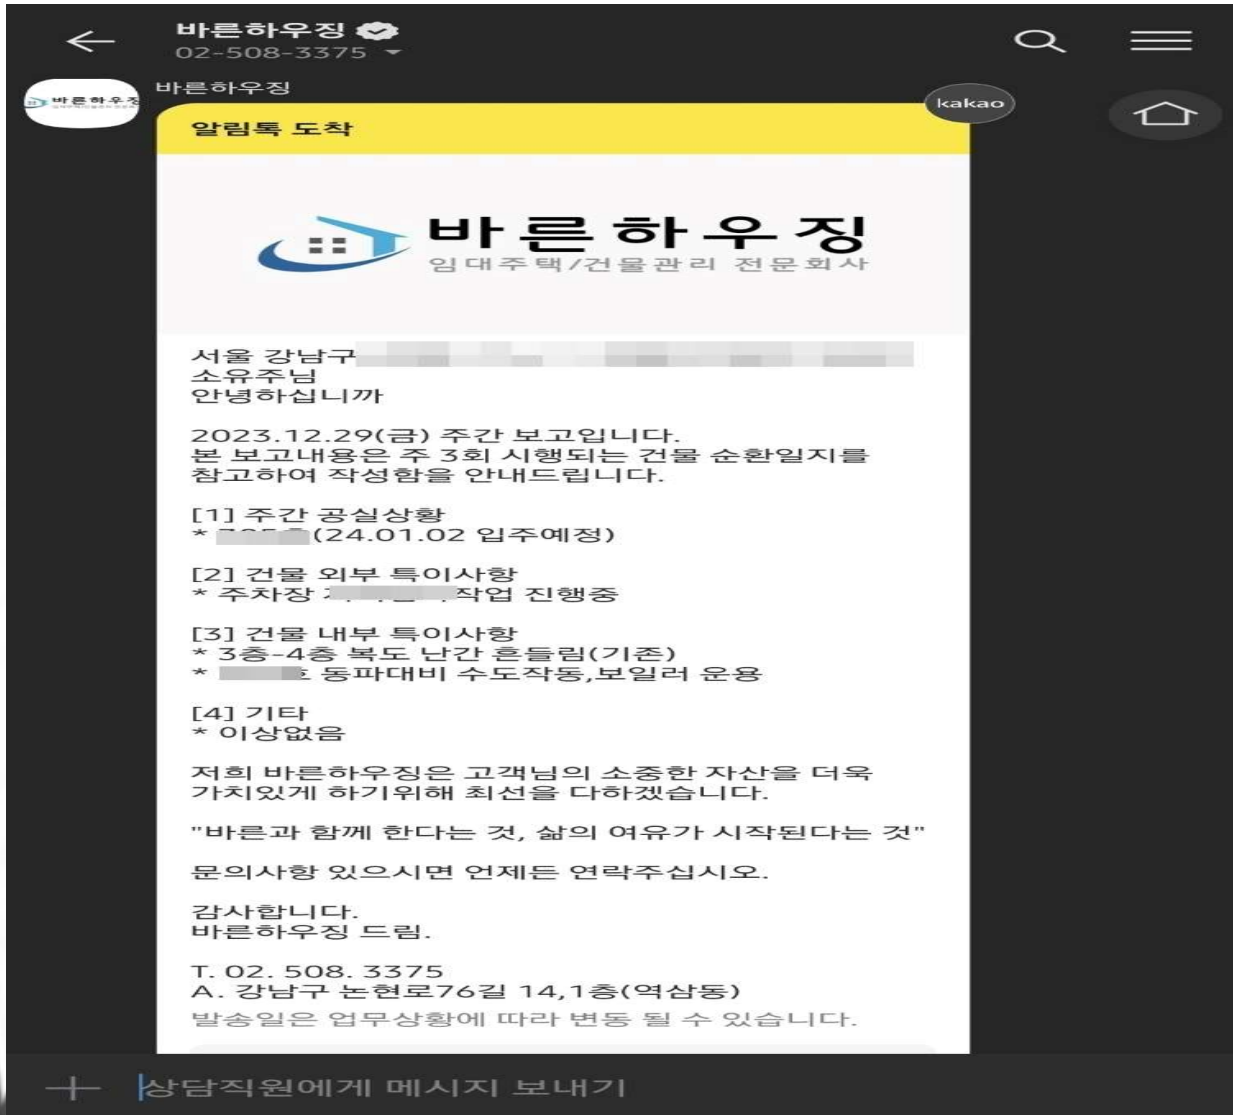 바른하우징
02-508-3375
바른하우징
바른하우징
kakao
알림톡 도착
바른하우징
임대주택/건물관리 전문회사
서울 강남구
소유주님
안녕하십니까
2023.12.29(금) 주간 보고입니다.
본 보고내용은 주 3회 시행되는 건물 순환일지를
참고하여 작성함을 안내드립니다.
[1] 주간 공실상황
* (24.01.02 입주예정)
[2] 건물 외부 특이사항
* 주차장 작업 진행중
[3] 건물 내부 특이사항
* 3층-4층 복도 난간 흔들림(기존)
* 동파대비 수도작동,보일러 운용
[4] 기타
* 이상없음
저희 바른하우징은 고객님의 소중한 자산을 더욱
가치있게 하기위해 최선을 다하겠습니다.
"바른과 함께 한다는 것, 삶의 여유가 시작된다는 것"
문의사항 있으시면 언제든 연락주십시오.
감사합니다.
바른하우징 드림.
T. 02. 508. 3375
A. 강남구 논현로76길 14,1층(역삼동)
발송일은 업무상황에 따라 변동 될 수 있습니다.
상담직원에게 메시지 보내기